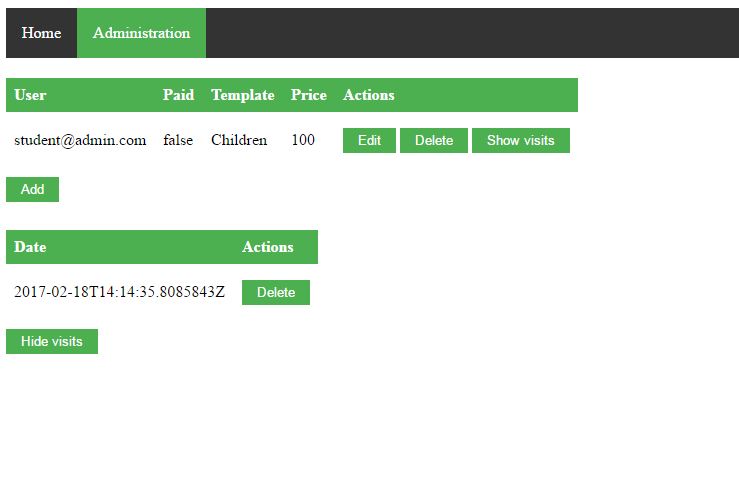 Home Administration
User Paid Template Price Actions
student@admin.com false Children 100 Edit Delete Show visits
Add
Date Actions
2017-02-18T14:14:35.8085843Z Delete
Hide visits